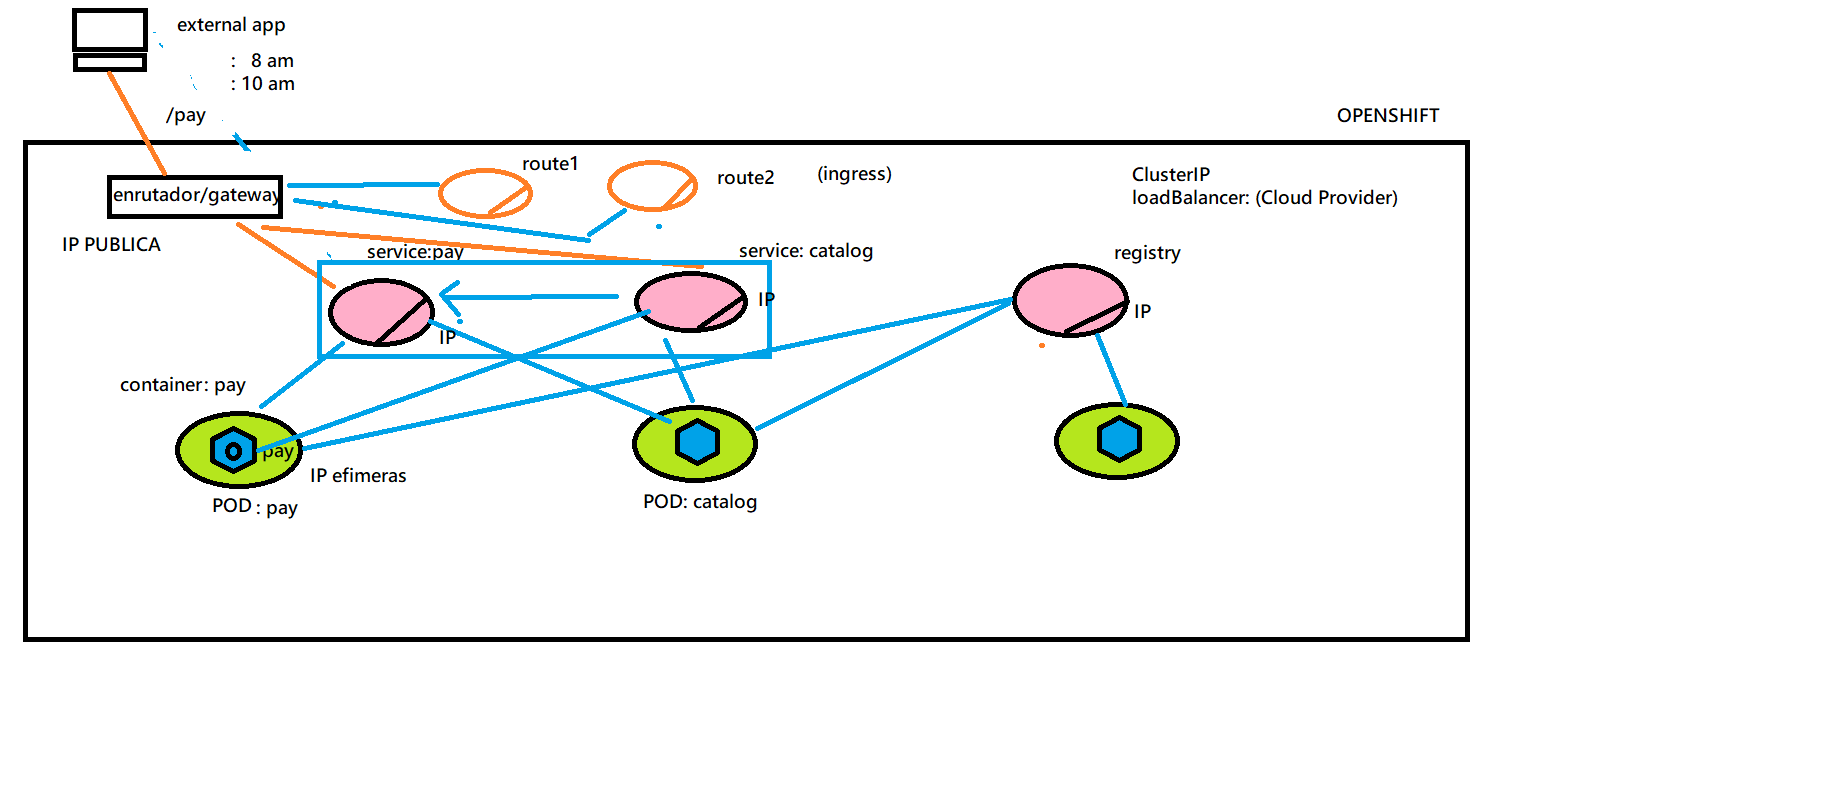 external app
: 8 am
: 10 am
/pay
OPENSHIFT
route1
route2
(ingress)
ClusterIP
loadBalancer: (Cloud Provider)
enrutador/gateway
IP PUBLICA
service:pay
service: catalog
registry
IP
IP
IP
container: pay
pay
IP efimeras
POD : pay
POD: catalog